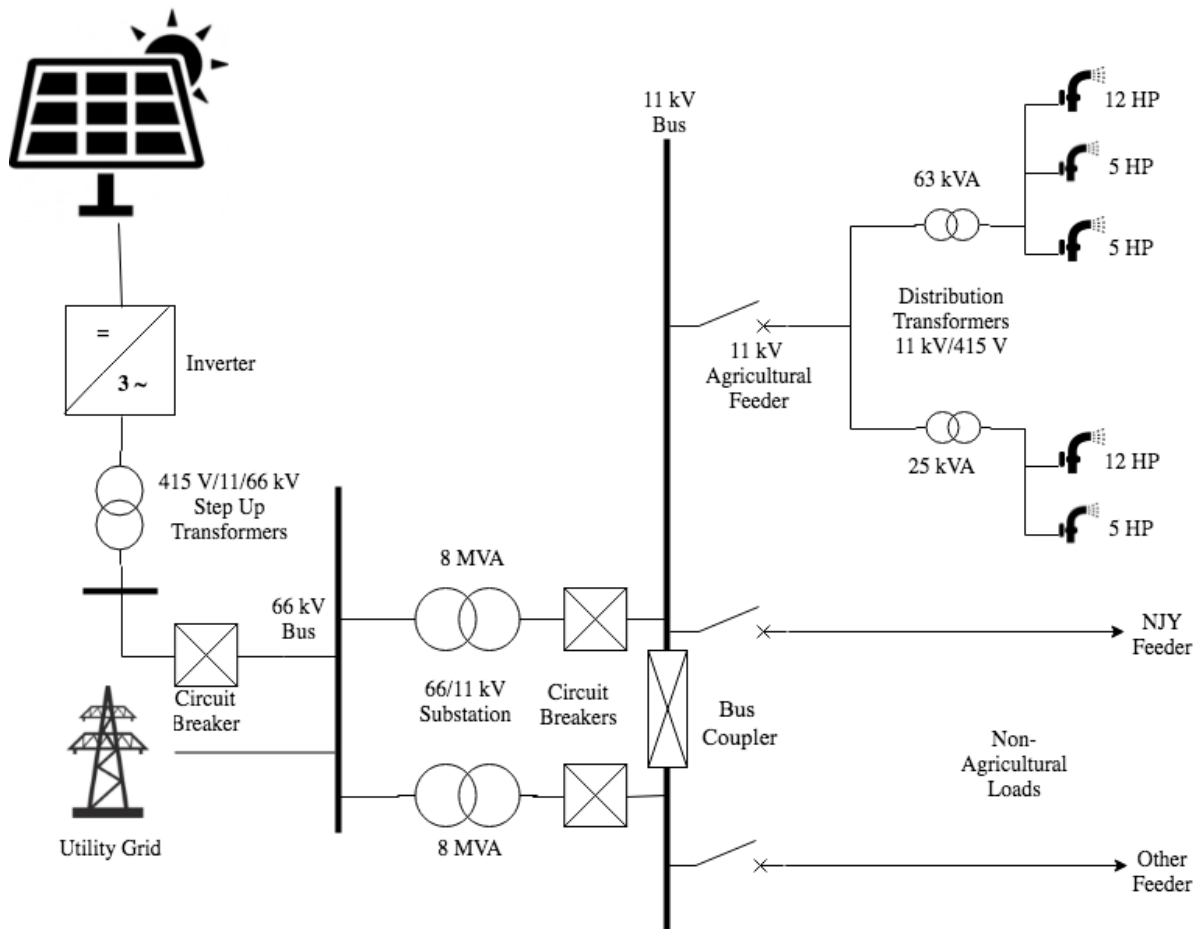 11 kV
Bus
12 HP
5 HP
5 HP
63 kVA
Distribution
Transformers
11 kV/415 V
11 kV
Agricultural
Feeder
=
3 ~
Inverter
25 kVA
12 HP
5 HP
415 V/11/66 kV
Step Up
Transformers
8 MVA
66 kV
Bus
NJY
Feeder
Circuit
Breaker
66/11 kV
Substation
Circuit
Breakers
Bus
Coupler
Non-
Agricultural
Loads
Utility Grid
8 MVA
Other
Feeder